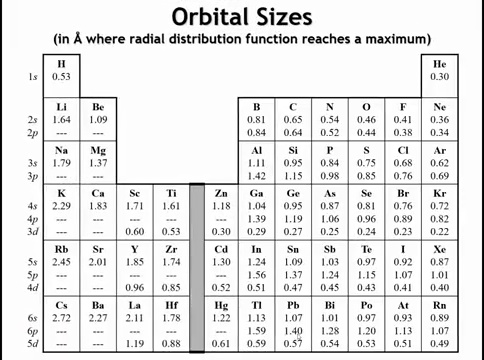 Orbital Sizes
(in Å where radial distribution function reaches a maximum)
H He
1s 0.53 0.30
Li Be B C N O F Ne
2s 1.64 1.09 0.81 0.65 0.54 0.46 0.41 0.36
2p --- --- 0.84 0.64 0.52 0.44 0.38 0.34
Na Mg Al Si P S Cl Ar
3s 1.79 1.37 1.11 0.95 0.84 0.75 0.68 0.62
3p --- --- 1.42 1.15 0.98 0.85 0.76 0.69
K Ca Sc Ti Zn Ga Ge As Se Br Kr
4s 2.29 1.83 1.71 1.61 1.18 1.04 0.95 0.87 0.81 0.76 0.72
4p --- --- --- --- --- 1.39 1.19 1.06 0.96 0.89 0.82
3d --- --- 0.60 0.53 0.30 0.29 0.27 0.25 0.24 0.23 0.22
Rb Sr Y Zr Cd In Sn Sb Te I Xe
5s 2.45 2.01 1.85 1.74 1.30 1.24 1.09 1.03 0.97 0.92 0.87
5p --- --- --- --- --- 1.56 1.37 1.24 1.15 1.07 1.01
4d --- --- 0.96 0.85 0.52 0.51 0.47 0.45 0.43 0.41 0.40
Cs Ba La Hf Hg Tl Pb Bi Po At Rn
6s 2.72 2.27 2.11 1.78 1.22 1.13 1.07 1.01 0.97 0.93 0.89
6p --- --- --- --- --- 1.59 1.40 1.28 1.20 1.13 1.07
5d --- --- 1.19 0.88 0.61 0.59 0.57 0.54 0.53 0.51 0.49